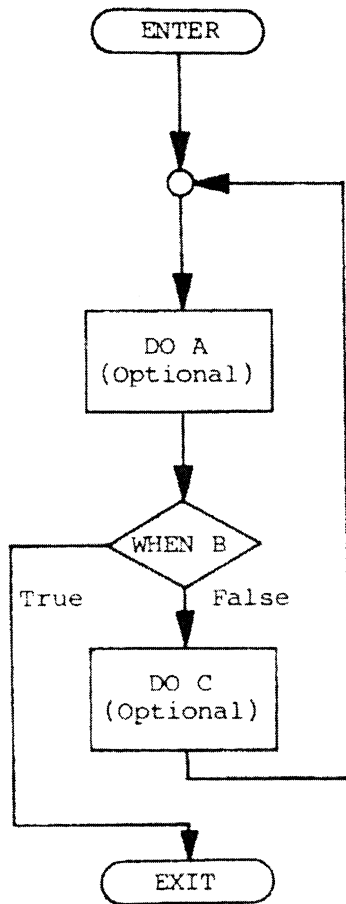 ENTER
DO A
(Optional)
WHEN B
True
False
DO C
(Optional)
EXIT